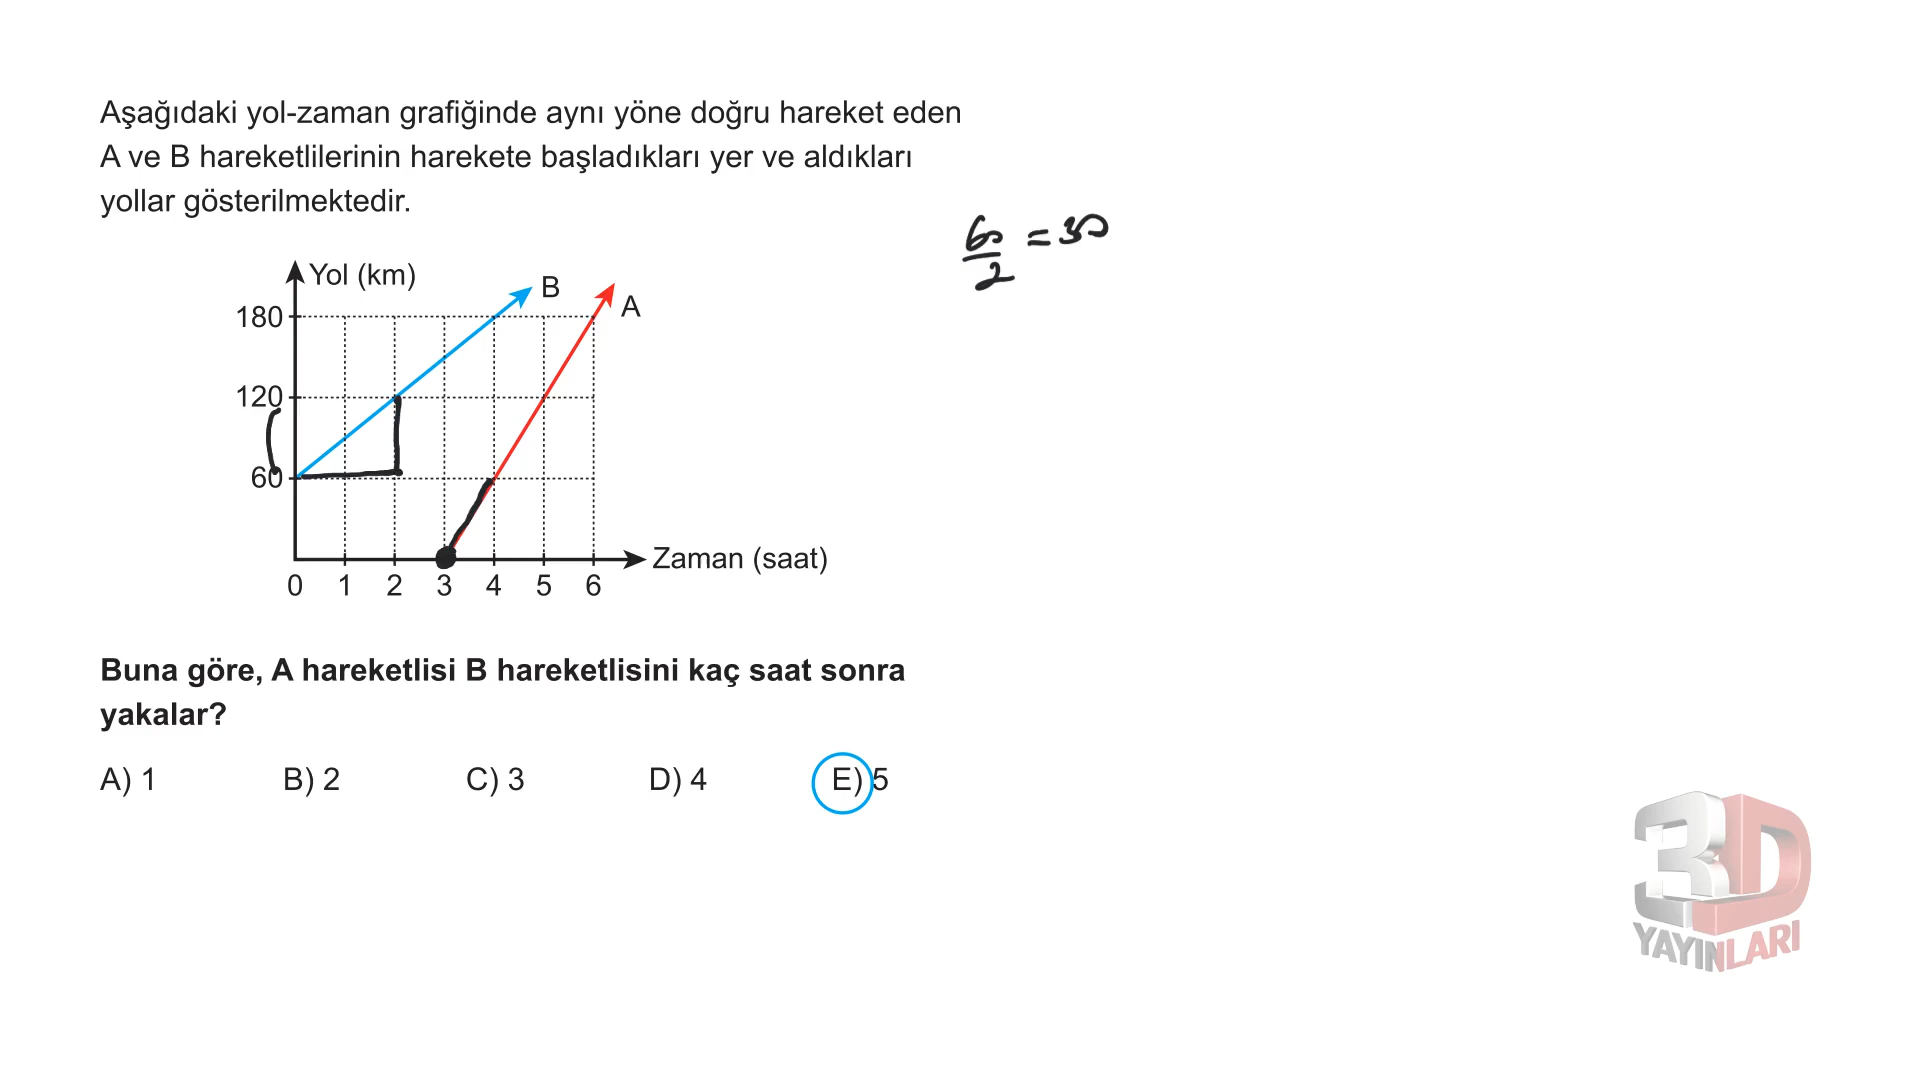 Aşağıdaki yol-zaman grafiğinde aynı yöne doğru hareket eden
A ve B hareketlilerinin harekete başladıkları yer ve aldıkları
yollar gösterilmektedir.
60/2 = 30
Yol (km)
B
A
180
120
60
Zaman (saat)
0 1 2 3 4 5 6
Buna göre, A hareketlisi B hareketlisini kaç saat sonra
yakalar?
A) 1 B) 2 C) 3 D) 4 E) 5
3D
YAYINLARI